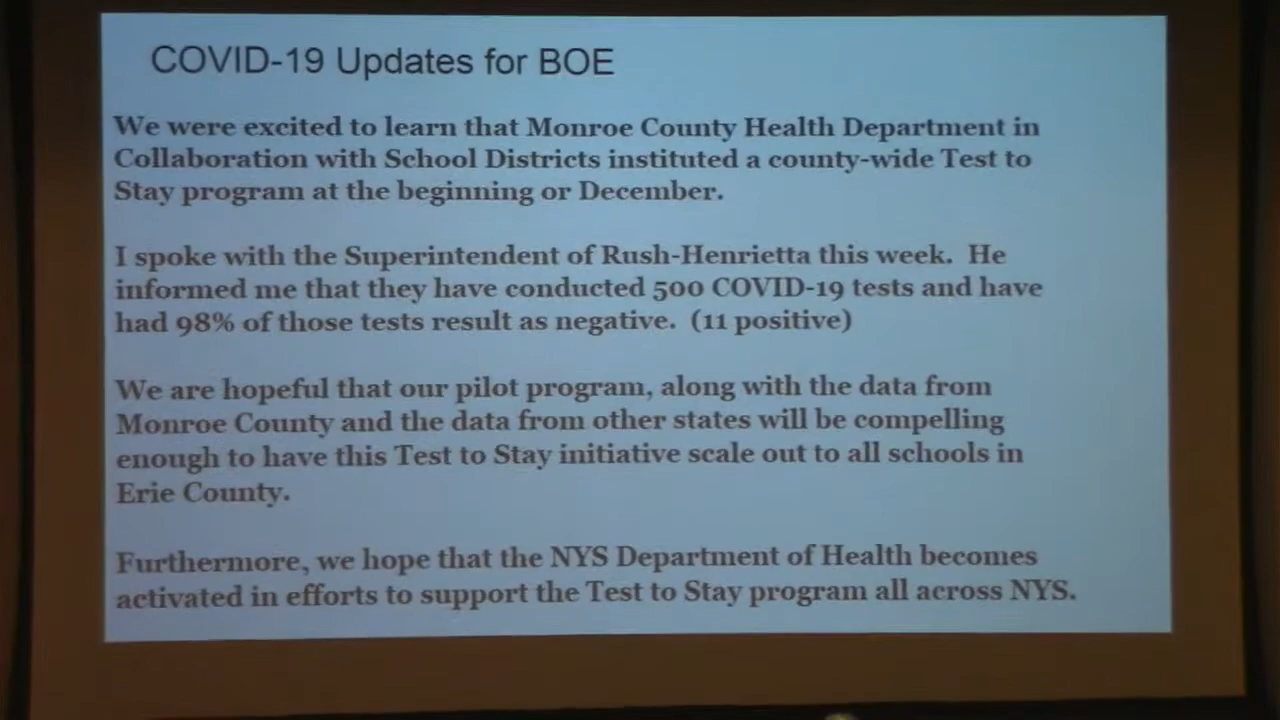 COVID-19 Updates for BOE
We were excited to learn that Monroe County Health Department in
Collaboration with School Districts instituted a county-wide Test to
Stay program at the beginning or December.
I spoke with the Superintendent of Rush-Henrietta this week. He
informed me that they have conducted 500 COVID-19 tests and have
had 98% of those tests result as negative. (11 positive)
We are hopeful that our pilot program, along with the data from
Monroe County and the data from other states will be compelling
enough to have this Test to Stay initiative scale out to all schools in
Erie County.
Furthermore, we hope that the NYS Department of Health becomes
activated in efforts to support the Test to Stay program all across NYS.